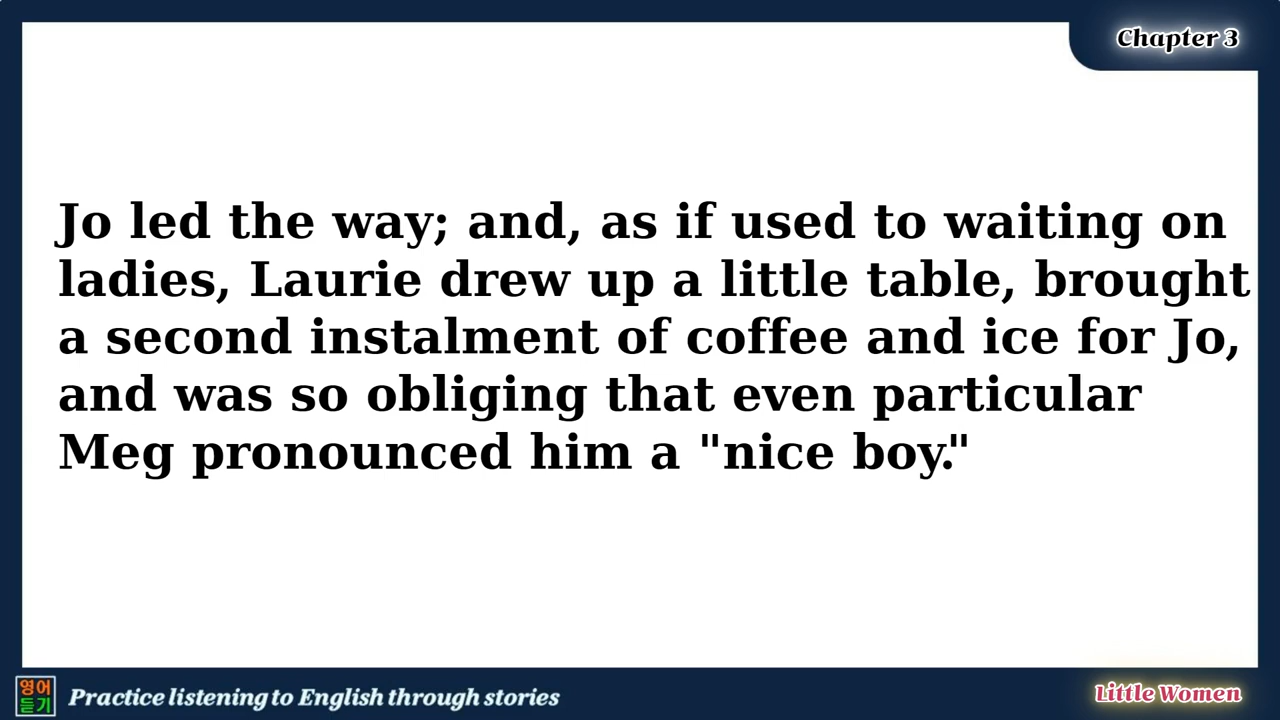 Chapter 3
Jo led the way; and, as if used to waiting on
ladies, Laurie drew up a little table, brought
a second instalment of coffee and ice for Jo,
and was so obliging that even particular
Meg pronounced him a "nice boy."
영어
듣기
Practice listening to English through stories
Little Women